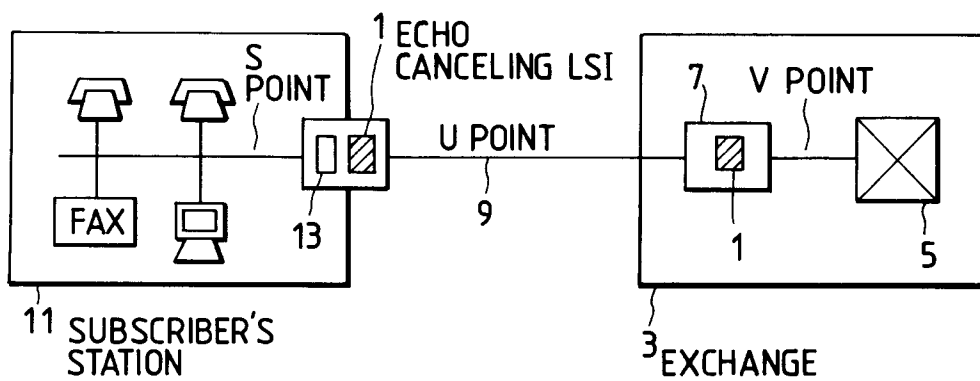 S
POINT
1 ECHO
CANCELING LSI
FAX
13
U POINT
9
7
V POINT
1
5
11 SUBSCRIBER'S
STATION
3 EXCHANGE